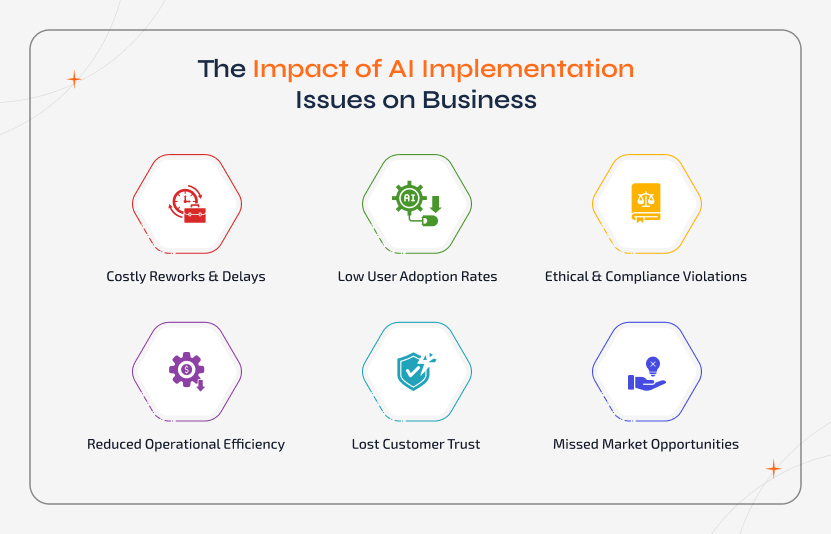 The Impact of AI Implementation
Issues on Business
AI
Costly Reworks & Delays
Low User Adoption Rates
Ethical & Compliance Violations
$
Reduced Operational Efficiency
Lost Customer Trust
Missed Market Opportunities